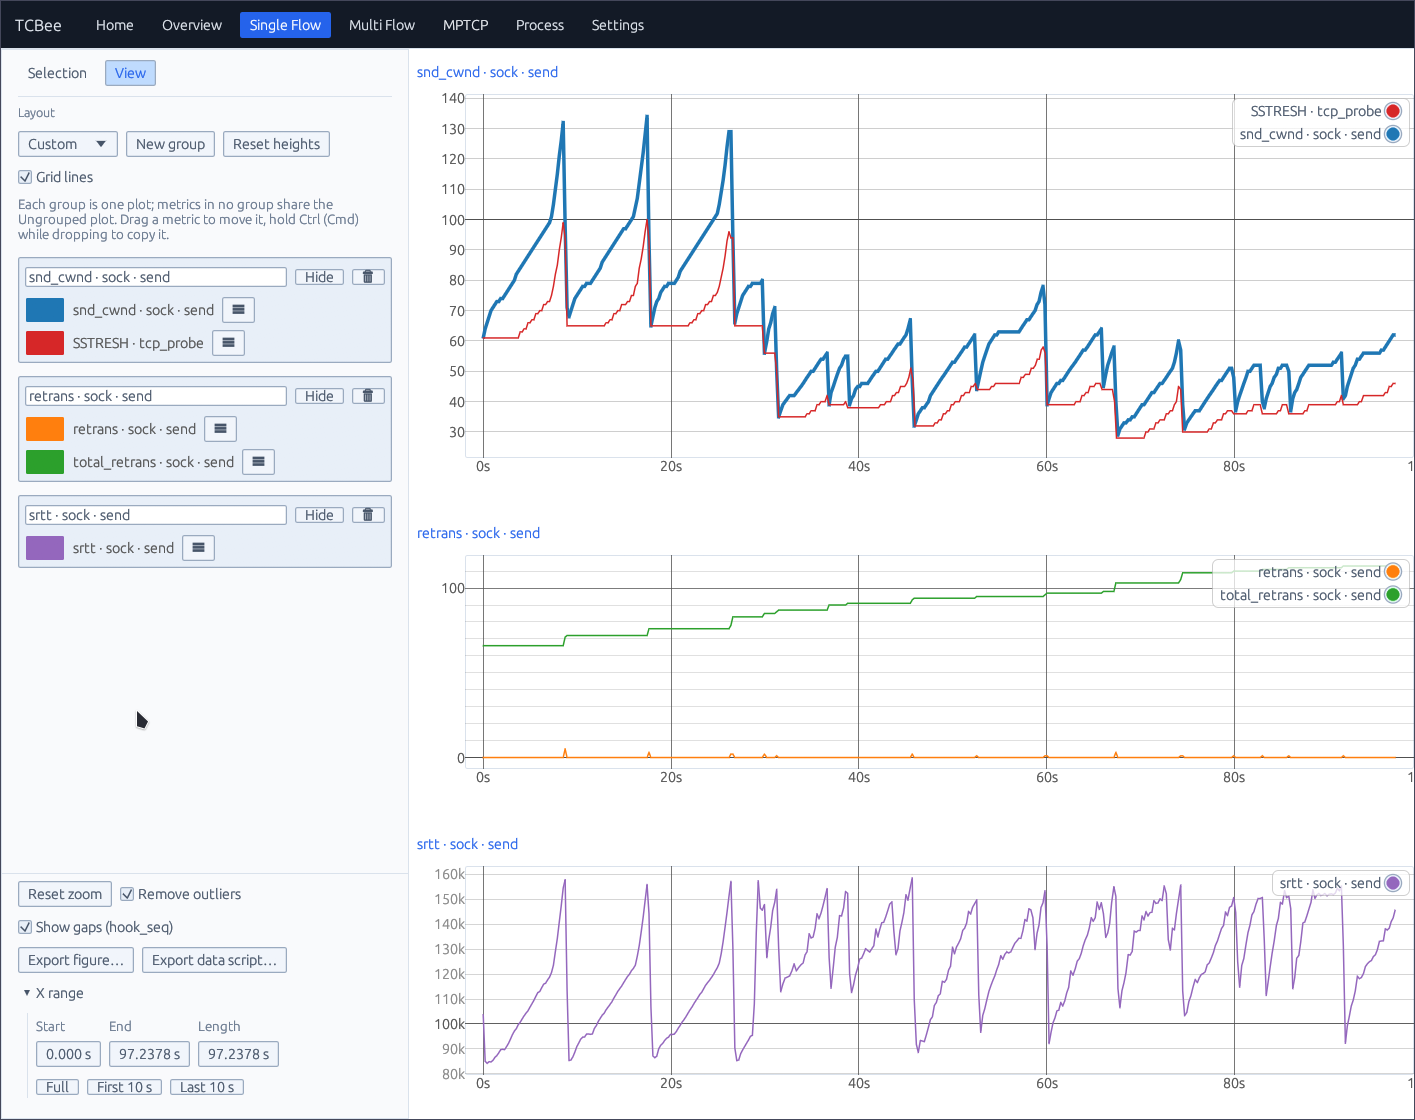 TCBee Home Overview Single Flow Multi Flow MPTCP Process Settings
Selection View
Layout
Custom New group Reset heights
Grid lines
Each group is one plot; metrics in no group share the
Ungrouped plot. Drag a metric to move it, hold Ctrl (Cmd)
while dropping to copy it.
snd_cwnd · sock · send Hide
snd_cwnd · sock · send
SSTRESH · tcp_probe
retrans · sock · send Hide
retrans · sock · send
total_retrans · sock · send
srtt · sock · send Hide
srtt · sock · send
Reset zoom Remove outliers
Show gaps (hook_seq)
Export figure... Export data script...
X range
Start End Length
0.000 s 97.2378 s 97.2378 s
Full First 10 s Last 10 s
snd_cwnd · sock · send
140
130
120
110
100
90
80
70
60
50
40
30
0s 20s 40s 60s 80s 1
SSTRESH · tcp_probe
snd_cwnd · sock · send
retrans · sock · send
100
0
0s 20s 40s 60s 80s 1
retrans · sock · send
total_retrans · sock · send
srtt · sock · send
160k
150k
140k
130k
120k
110k
100k
90k
80k
0s 20s 40s 60s 80s 1
srtt · sock · send